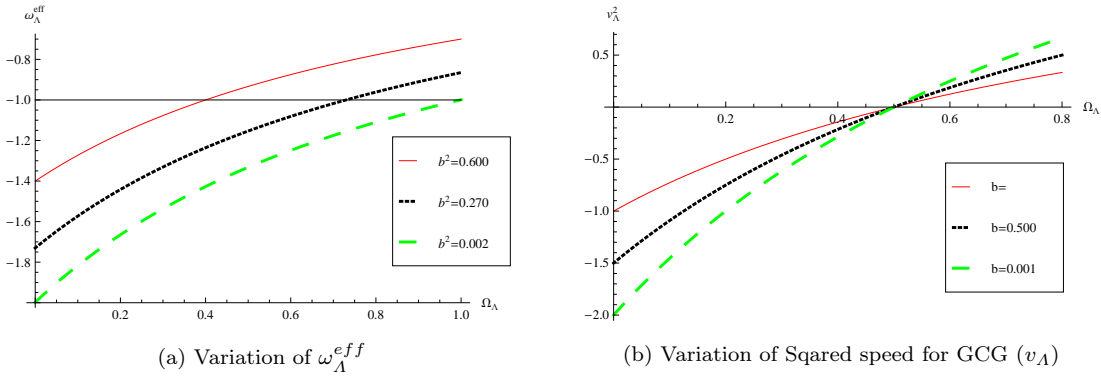 ω_Λ^eff
-0.8
-1.0
-1.2
-1.4
-1.6
-1.8
0.2 0.4 0.6 0.8 1.0 Ω_Λ
b²=0.600
b²=0.270
b²=0.002
(a) Variation of ω_Λ^eff
v_Λ²
0.5
0.2 0.4 0.6 0.8 Ω_Λ
-0.5
-1.0
-1.5
-2.0
b=
b=0.500
b=0.001
(b) Variation of Sqared speed for GCG (v_Λ)